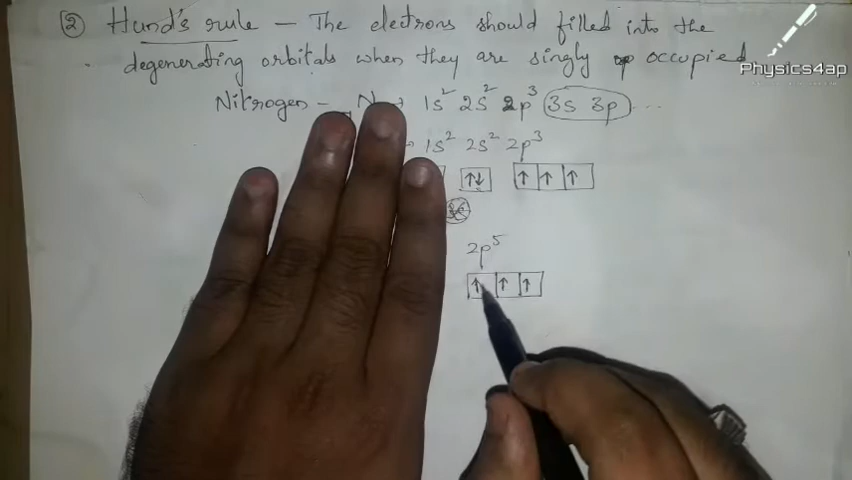 ② Hund's rule — The electrons should filled into the
degenerating orbitals when they are singly occupied
Physics4ap
Nitrogen - 1s² 2s² 2p³ 3s 3p ...
1s² 2s² 2p³
↑↓ ↑ ↑ ↑
2p⁵
↑ ↑ ↑